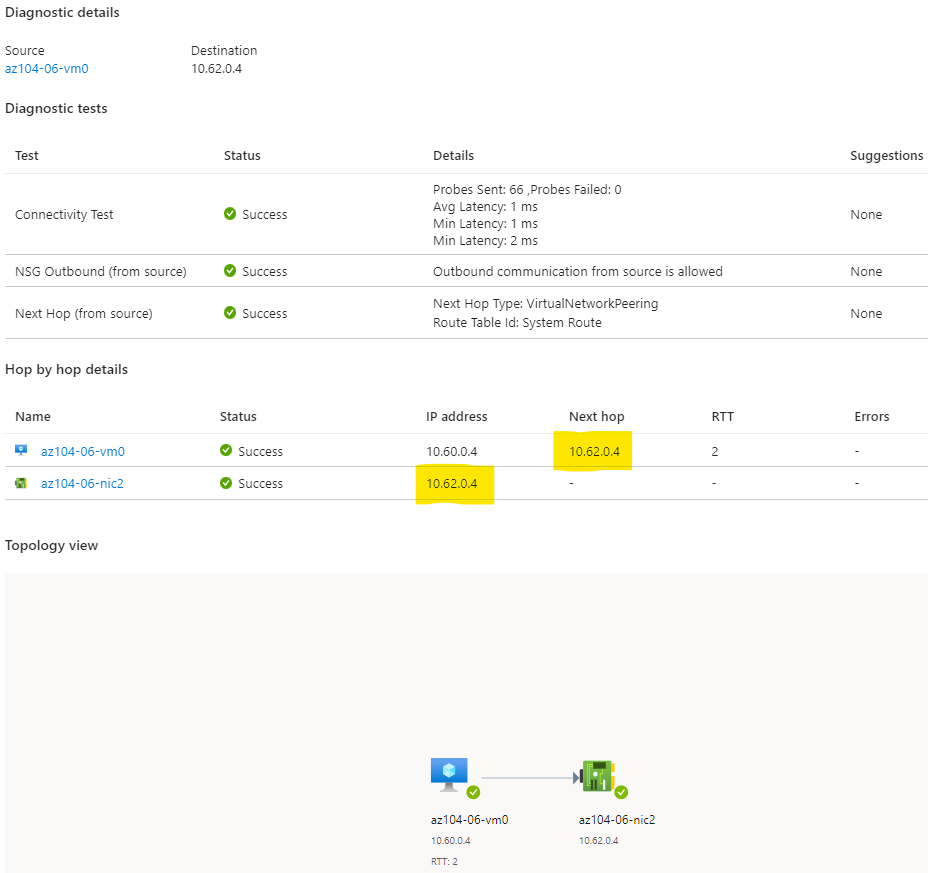 Diagnostic details
Source Destination
az104-06-vm0 10.62.0.4
Diagnostic tests
Test Status Details Suggestions
Connectivity Test Success Probes Sent: 66 ,Probes Failed: 0 None
Avg Latency: 1 ms
Min Latency: 1 ms
Min Latency: 2 ms
NSG Outbound (from source) Success Outbound communication from source is allowed None
Next Hop (from source) Success Next Hop Type: VirtualNetworkPeering None
Route Table Id: System Route
Hop by hop details
Name Status IP address Next hop RTT Errors
az104-06-vm0 Success 10.60.0.4 10.62.0.4 2 -
az104-06-nic2 Success 10.62.0.4 - - -
Topology view
az104-06-vm0 az104-06-nic2
10.60.0.4 10.62.0.4
RTT: 2